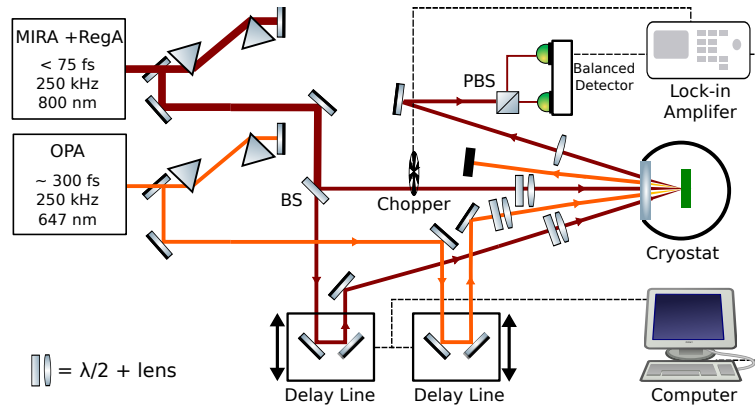 MIRA +RegA
< 75 fs
250 kHz
800 nm
OPA
~ 300 fs
250 kHz
647 nm
BS
Chopper
PBS
Balanced
Detector
Lock-in
Amplifer
Cryostat
Delay Line
Delay Line
Computer
= λ/2 + lens